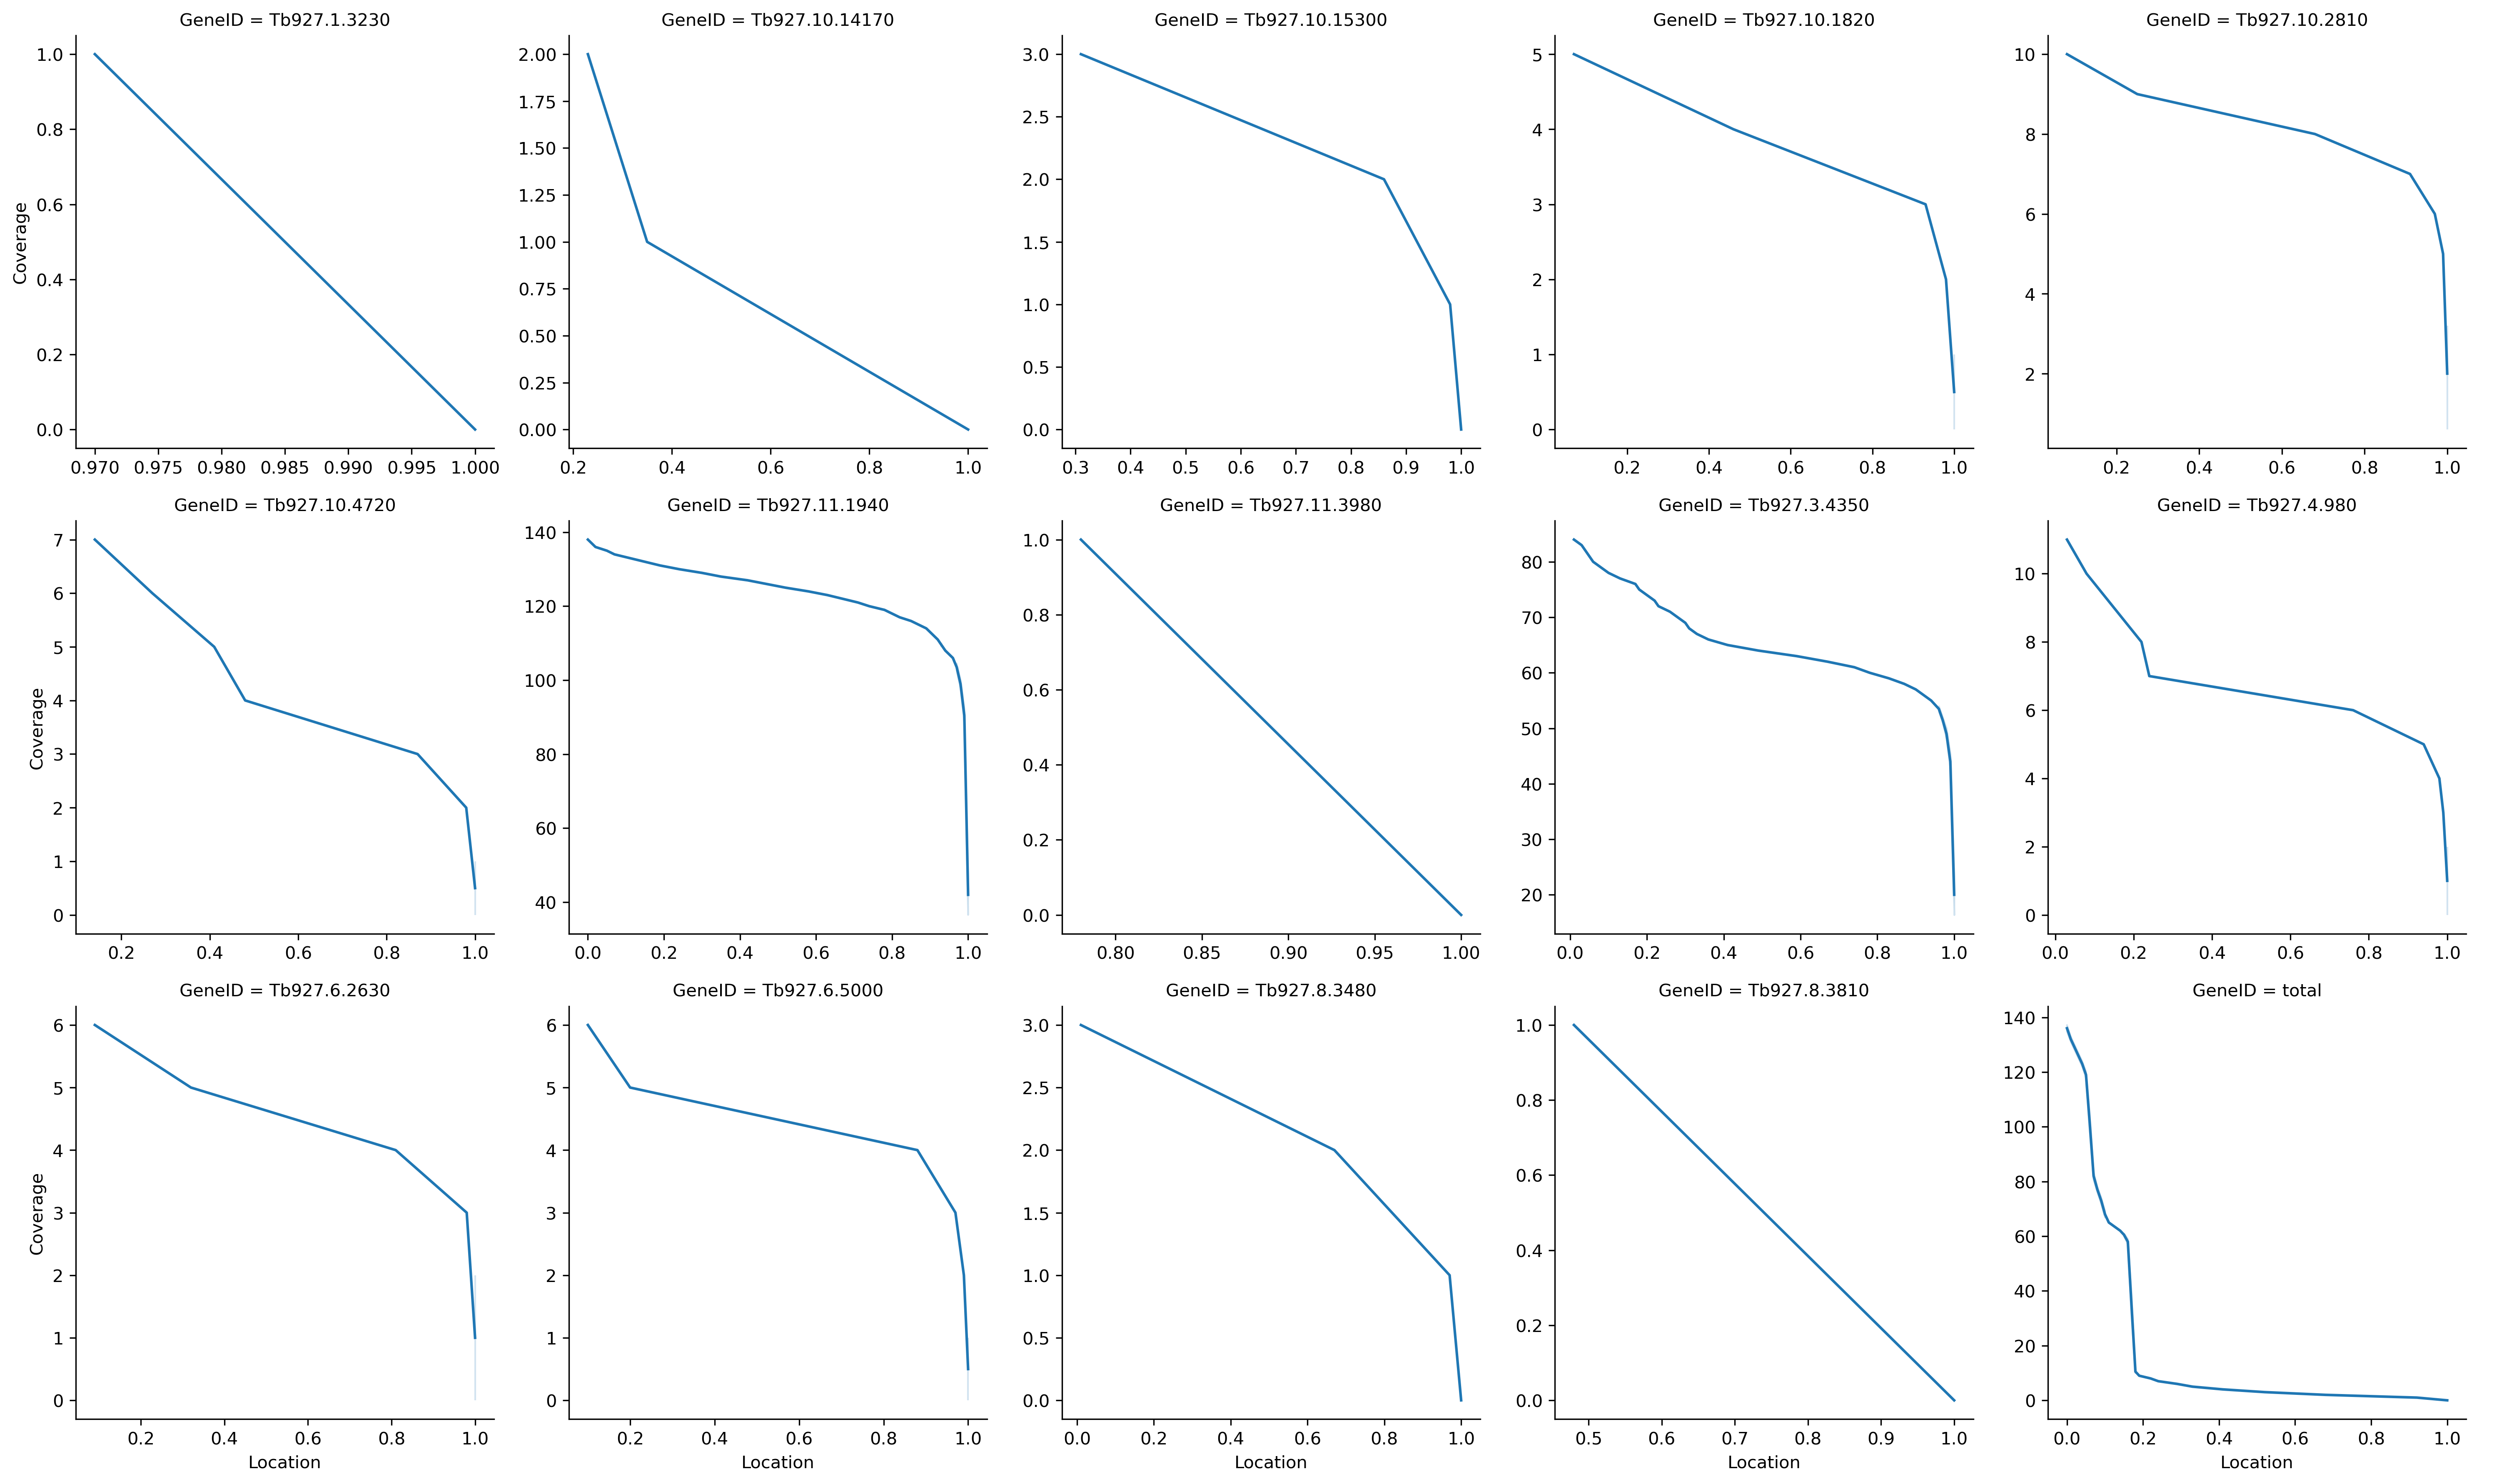 GeneID = Tb927.1.3230 GeneID = Tb927.10.14170 GeneID = Tb927.10.15300 GeneID = Tb927.10.1820 GeneID = Tb927.10.2810
1.0 2.00 3.0 5 10
1.75 2.5
0.8 1.50 4 8
2.0
0.6 1.25 3
Coverage 1.00 1.5 6
0.4 0.75 2
1.0 4
0.2 0.50 1
0.25 0.5 2
0.0 0.00 0.0 0
0.970 0.975 0.980 0.985 0.990 0.995 1.000 0.2 0.4 0.6 0.8 1.0 0.3 0.4 0.5 0.6 0.7 0.8 0.9 1.0 0.2 0.4 0.6 0.8 1.0 0.2 0.4 0.6 0.8 1.0
GeneID = Tb927.10.4720 GeneID = Tb927.11.1940 GeneID = Tb927.11.3980 GeneID = Tb927.3.4350 GeneID = Tb927.4.980
7 140 1.0 80 10
6 120 0.8 70 8
5 60
4 100 0.6 6
Coverage 50
3 80 0.4 4
2 40
1 60 0.2 30 2
0 40 0.0 20 0
0.2 0.4 0.6 0.8 1.0 0.0 0.2 0.4 0.6 0.8 1.0 0.80 0.85 0.90 0.95 1.00 0.0 0.2 0.4 0.6 0.8 1.0 0.0 0.2 0.4 0.6 0.8 1.0
GeneID = Tb927.6.2630 GeneID = Tb927.6.5000 GeneID = Tb927.8.3480 GeneID = Tb927.8.3810 GeneID = total
6 6 3.0 1.0 140
5 5 2.5 0.8 120
4 4 2.0 100
0.6 80
Coverage 3 3 1.5
0.4 60
2 2 1.0 40
1 1 0.5 0.2 20
0 0 0.0 0.0 0
0.2 0.4 0.6 0.8 1.0 0.2 0.4 0.6 0.8 1.0 0.0 0.2 0.4 0.6 0.8 1.0 0.5 0.6 0.7 0.8 0.9 1.0 0.0 0.2 0.4 0.6 0.8 1.0
Location Location Location Location Location